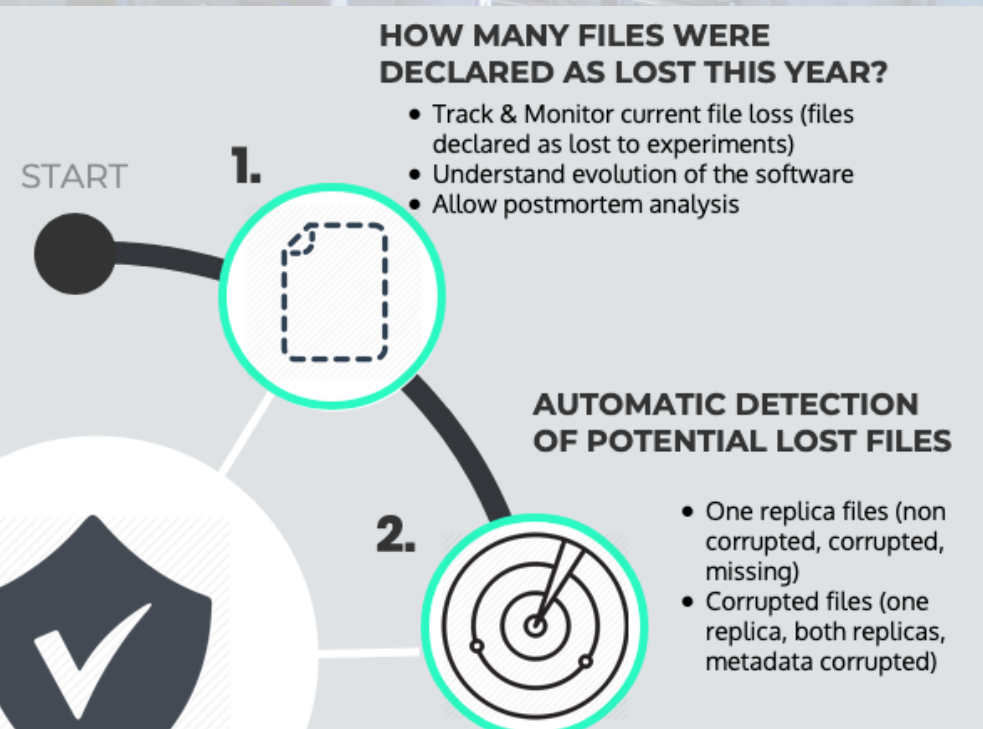 HOW MANY FILES WERE
DECLARED AS LOST THIS YEAR?
• Track & Monitor current file loss (files
declared as lost to experiments)
• Understand evolution of the software
• Allow postmortem analysis
START
1.
AUTOMATIC DETECTION
OF POTENTIAL LOST FILES
2.
• One replica files (non
corrupted, corrupted,
missing)
• Corrupted files (one
replica, both replicas,
metadata corrupted)